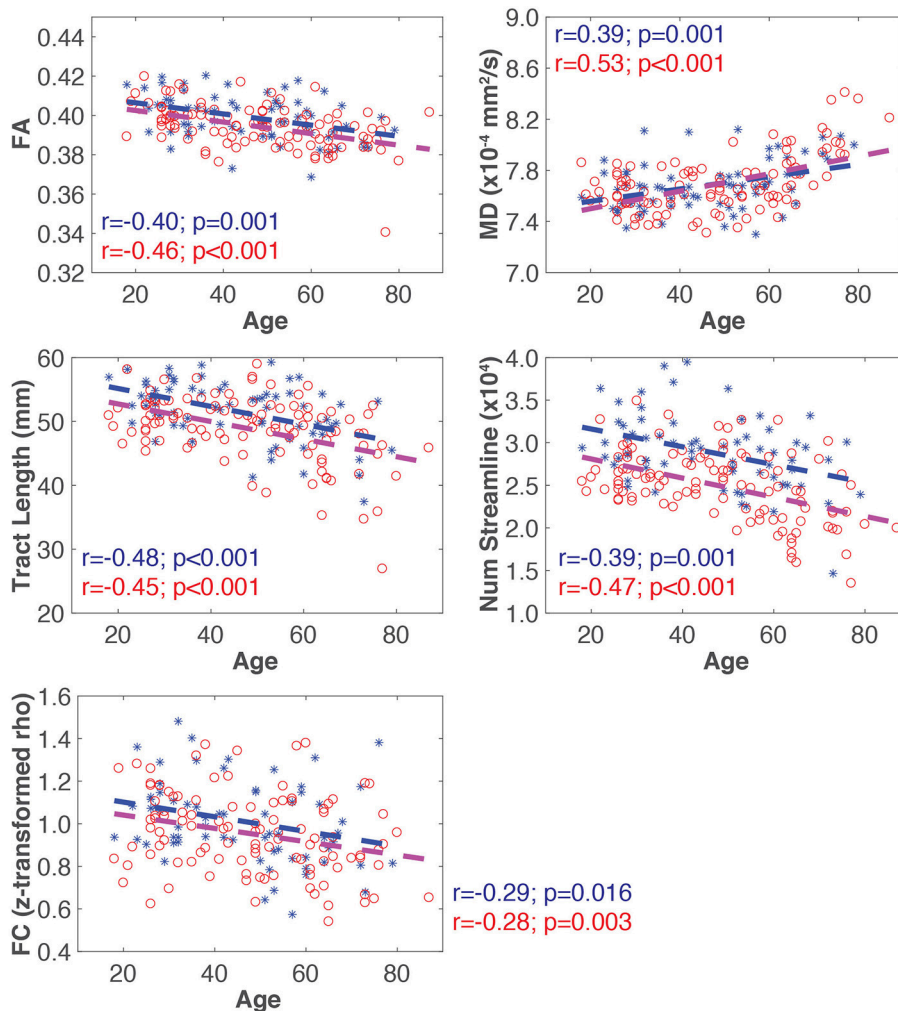 0.44
0.42
0.40
0.38
0.36
0.34
0.32
FA
r=-0.40; p=0.001
r=-0.46; p<0.001
20 40 60 80
Age
9.0
8.6
8.2
7.8
7.4
7.0
MD (x10⁻⁴ mm²/s)
r=0.39; p=0.001
r=0.53; p<0.001
20 40 60 80
Age
60
50
40
30
20
Tract Length (mm)
r=-0.48; p<0.001
r=-0.45; p<0.001
20 40 60 80
Age
4.0
3.5
3.0
2.5
2.0
1.5
1.0
Num Streamline (x10⁴)
r=-0.39; p=0.001
r=-0.47; p<0.001
20 40 60 80
Age
1.6
1.4
1.2
1.0
0.8
0.6
0.4
FC (z-transformed rho)
20 40 60 80
Age
r=-0.29; p=0.016
r=-0.28; p=0.003